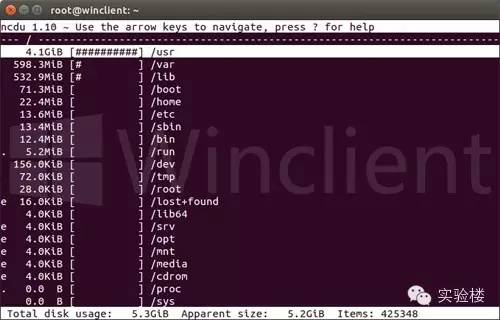 root@winclient: ~
ncdu 1.10 ~ Use the arrow keys to navigate, press ? for help
--- / ---
4.1GiB [##########] /usr
598.3MiB [#         ] /var
532.9MiB [#         ] /lib
71.3MiB [          ] /boot
22.4MiB [          ] /home
13.6MiB [          ] /etc
13.4MiB [          ] /sbin
12.4MiB [          ] /bin
. 5.2MiB [          ] /run
156.0KiB [          ] /dev
72.0KiB [          ] /tmp
28.0KiB [          ] /root
e 16.0KiB [          ] /lost+found
4.0KiB [          ] /lib64
e 4.0KiB [          ] /srv
e 4.0KiB [          ] /opt
e 4.0KiB [          ] /mnt
e 4.0KiB [          ] /media
e 4.0KiB [          ] /cdrom
. 0.0  B [          ] /proc
0.0  B [          ] /sys
Total disk usage:   5.3GiB  Apparent size:   5.2GiB  Items: 425348
Winclient
实验楼